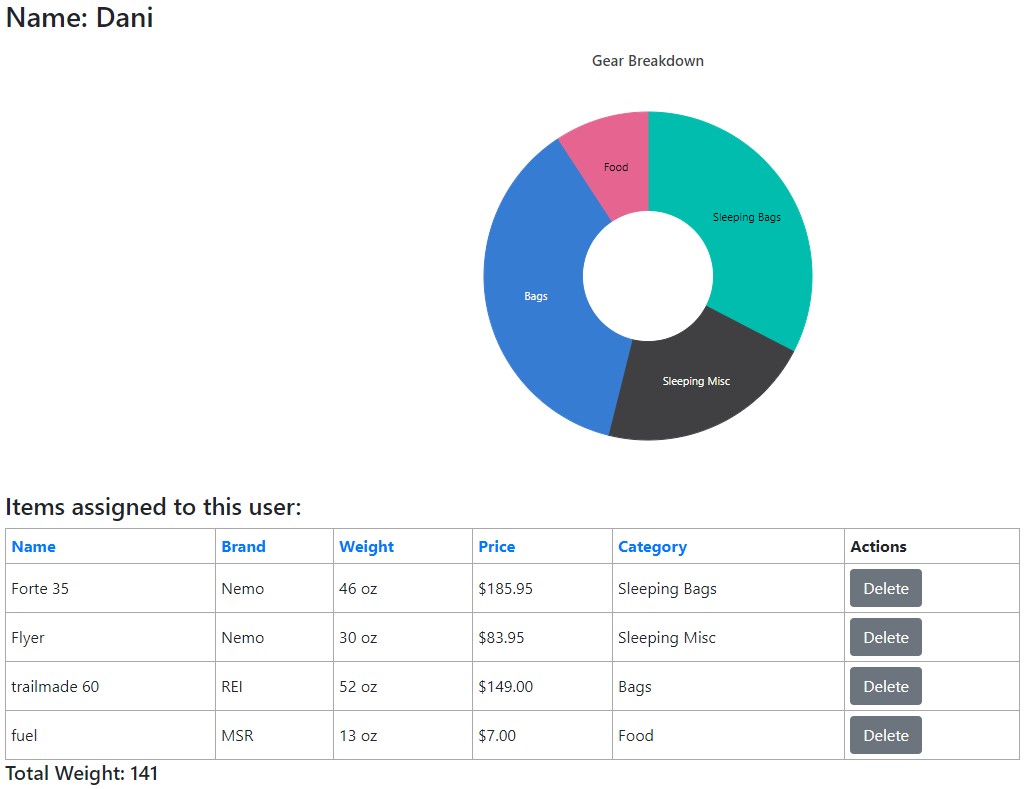 Name: Dani
Gear Breakdown
Food
Sleeping Bags
Bags
Sleeping Misc
Items assigned to this user:
Name Brand Weight Price Category Actions
Forte 35 Nemo 46 oz $185.95 Sleeping Bags Delete
Flyer Nemo 30 oz $83.95 Sleeping Misc Delete
trailmade 60 REI 52 oz $149.00 Bags Delete
fuel MSR 13 oz $7.00 Food Delete
Total Weight: 141